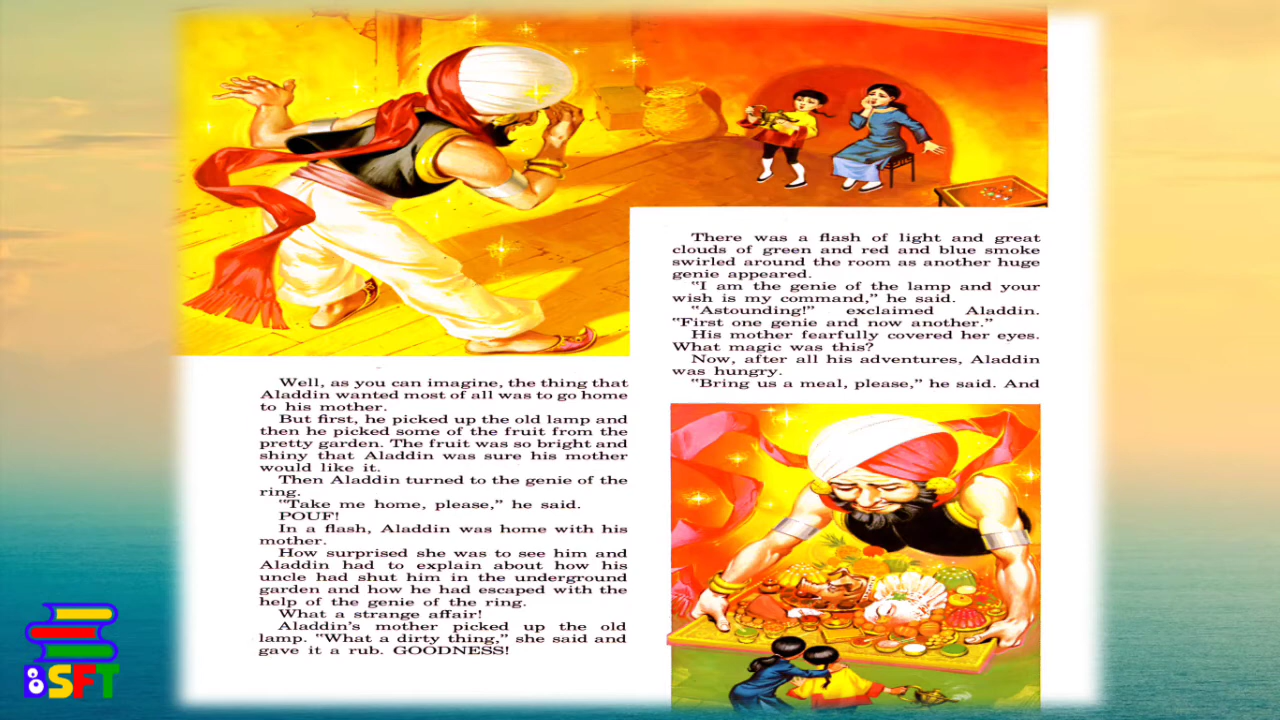 Well, as you can imagine, the thing that
Aladdin wanted most of all was to go home
to his mother.
But first, he picked up the old lamp and
then he picked some of the fruit from the
pretty garden. The fruit was so bright and
shiny that Aladdin was sure his mother
would like it.
Then Aladdin turned to the genie of the
ring.
"Take me home, please," he said.
POUF!
In a flash, Aladdin was home with his
mother.
How surprised she was to see him and
Aladdin had to explain about how his
uncle had shut him in the underground
garden and how he had escaped with the
help of the genie of the ring.
What a strange affair!
Aladdin's mother picked up the old
lamp. "What a dirty thing," she said and
gave it a rub. GOODNESS!
There was a flash of light and great
clouds of green and red and blue smoke
swirled around the room as another huge
genie appeared.
"I am the genie of the lamp and your
wish is my command," he said.
"Astounding!" exclaimed Aladdin.
"First one genie and now another."
His mother fearfully covered her eyes.
What magic was this?
Now, after all his adventures, Aladdin
was hungry.
"Bring us a meal, please," he said. And
BSFT